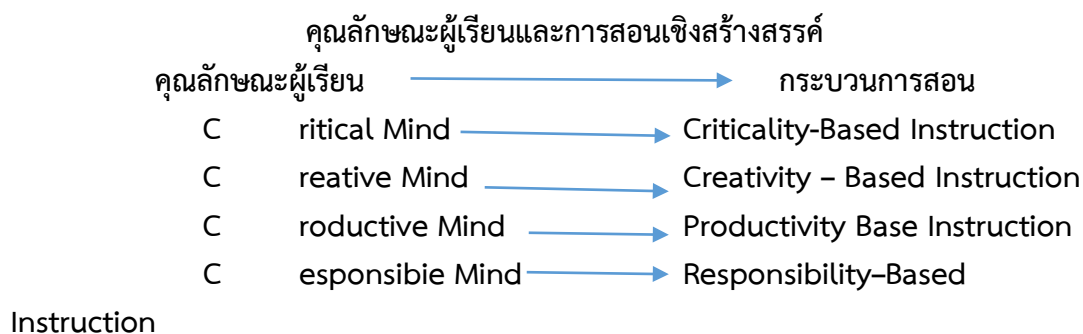 คุณลักษณะผู้เรียนและการสอนเชิงสร้างสรรค์
คุณลักษณะผู้เรียน กระบวนการสอน
C ritical Mind Criticality-Based Instruction
C reative Mind Creativity – Based Instruction
C roductive Mind Productivity Base Instruction
C esponsibie Mind Responsibility–Based
Instruction